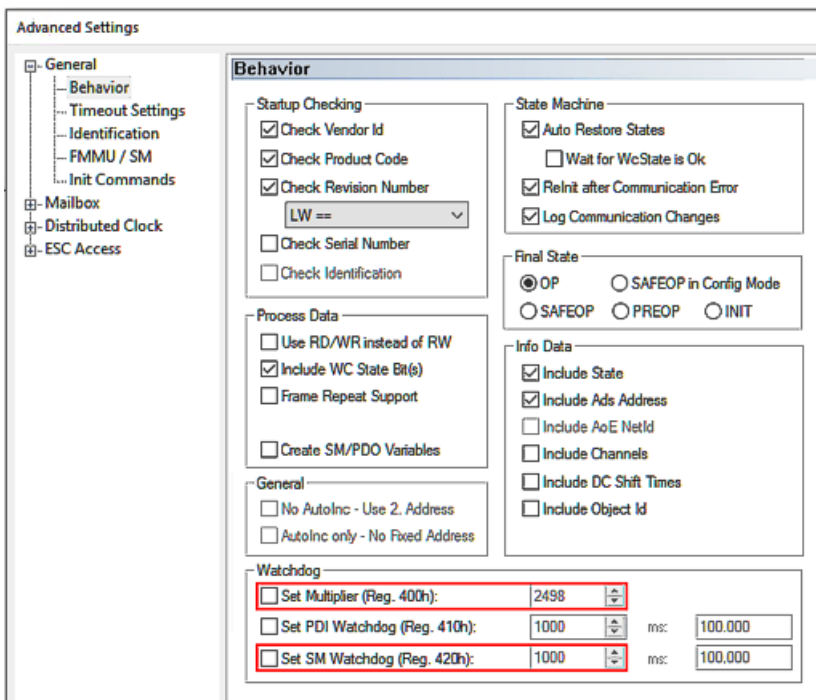 Advanced Settings
General
Behavior
Timeout Settings
Identification
FMMU / SM
Init Commands
Mailbox
Distributed Clock
ESC Access
Behavior
Startup Checking
Check Vendor Id
Check Product Code
Check Revision Number
LW ==
Check Serial Number
Check Identification
Process Data
Use RD/WR instead of RW
Include WC State Bit(s)
Frame Repeat Support
Create SM/PDO Variables
General
No AutoInc - Use 2. Address
AutoInc only - No Fixed Address
State Machine
Auto Restore States
Wait for WcState is Ok
ReInit after Communication Error
Log Communication Changes
Final State
OP SAFEOP in Config Mode
SAFEOP PREOP INIT
Info Data
Include State
Include Ads Address
Include AoE NetId
Include Channels
Include DC Shift Times
Include Object Id
Watchdog
Set Multiplier (Reg. 400h): 2498
Set PDI Watchdog (Reg. 410h): 1000 ms: 100.000
Set SM Watchdog (Reg. 420h): 1000 ms: 100.000